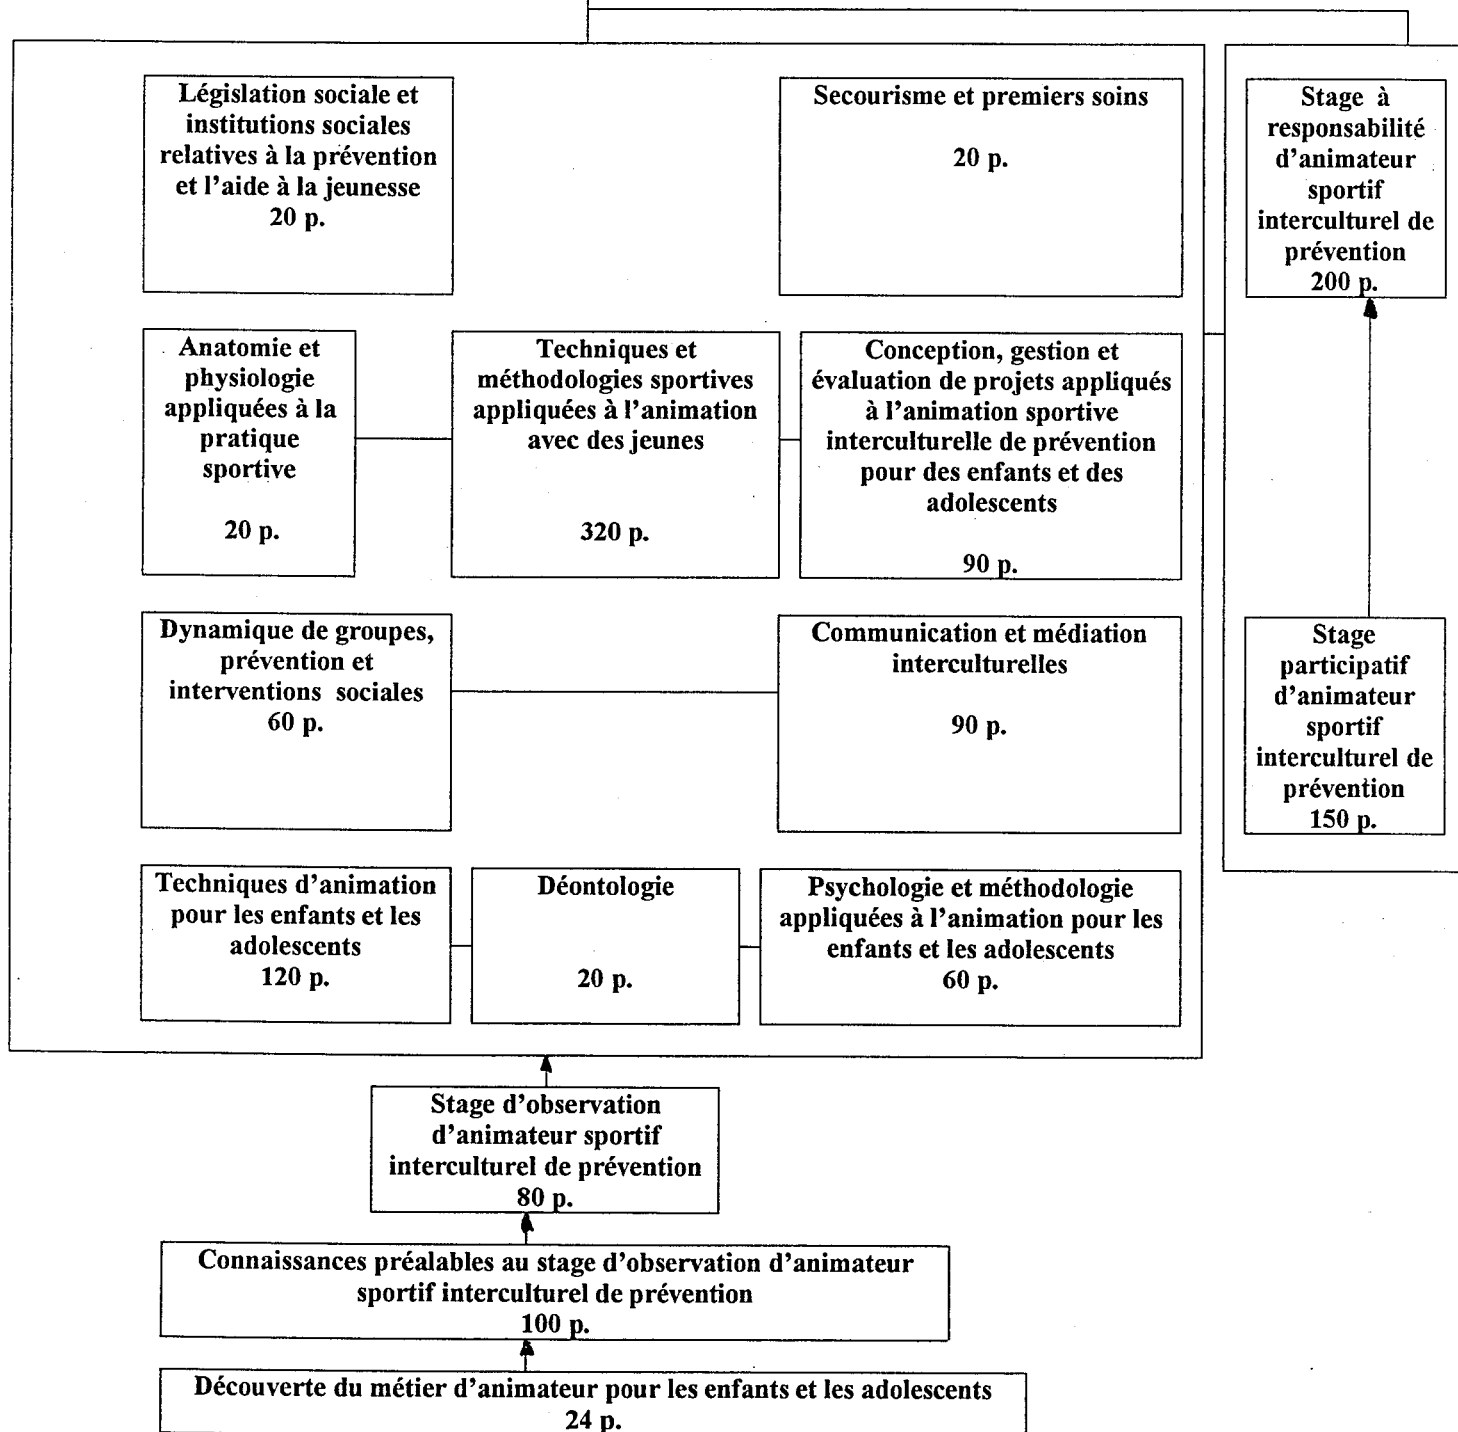 Législation sociale et
institutions sociales
relatives à la prévention
et l'aide à la jeunesse
20 p.
Secourisme et premiers soins
20 p.
Stage à
responsabilité
d'animateur
sportif
interculturel de
prévention
200 p.
Anatomie et
physiologie
appliquées à la
pratique
sportive
20 p.
Techniques et
méthodologies sportives
appliquées à l'animation
avec des jeunes
320 p.
Conception, gestion et
évaluation de projets appliqués
à l'animation sportive
interculturelle de prévention
pour des enfants et des
adolescents
90 p.
Dynamique de groupes,
prévention et
interventions sociales
60 p.
Communication et médiation
interculturelles
90 p.
Stage
participatif
d'animateur
sportif
interculturel de
prévention
150 p.
Techniques d'animation
pour les enfants et les
adolescents
120 p.
Déontologie
20 p.
Psychologie et méthodologie
appliquées à l'animation pour les
enfants et les adolescents
60 p.
Stage d'observation
d'animateur sportif
interculturel de prévention
80 p.
Connaissances préalables au stage d'observation d'animateur
sportif interculturel de prévention
100 p.
Découverte du métier d'animateur pour les enfants et les adolescents
24 p.